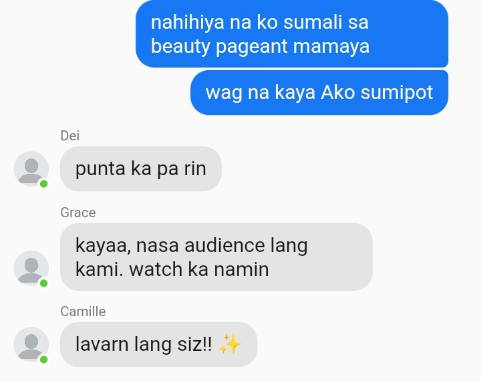 nahihiya na ko sumali sa
beauty pageant mamaya
wag na kaya Ako sumipot
Dei
punta ka pa rin
Grace
kayaa, nasa audience lang
kami. watch ka namin
Camille
lavarn lang siz!! ✨